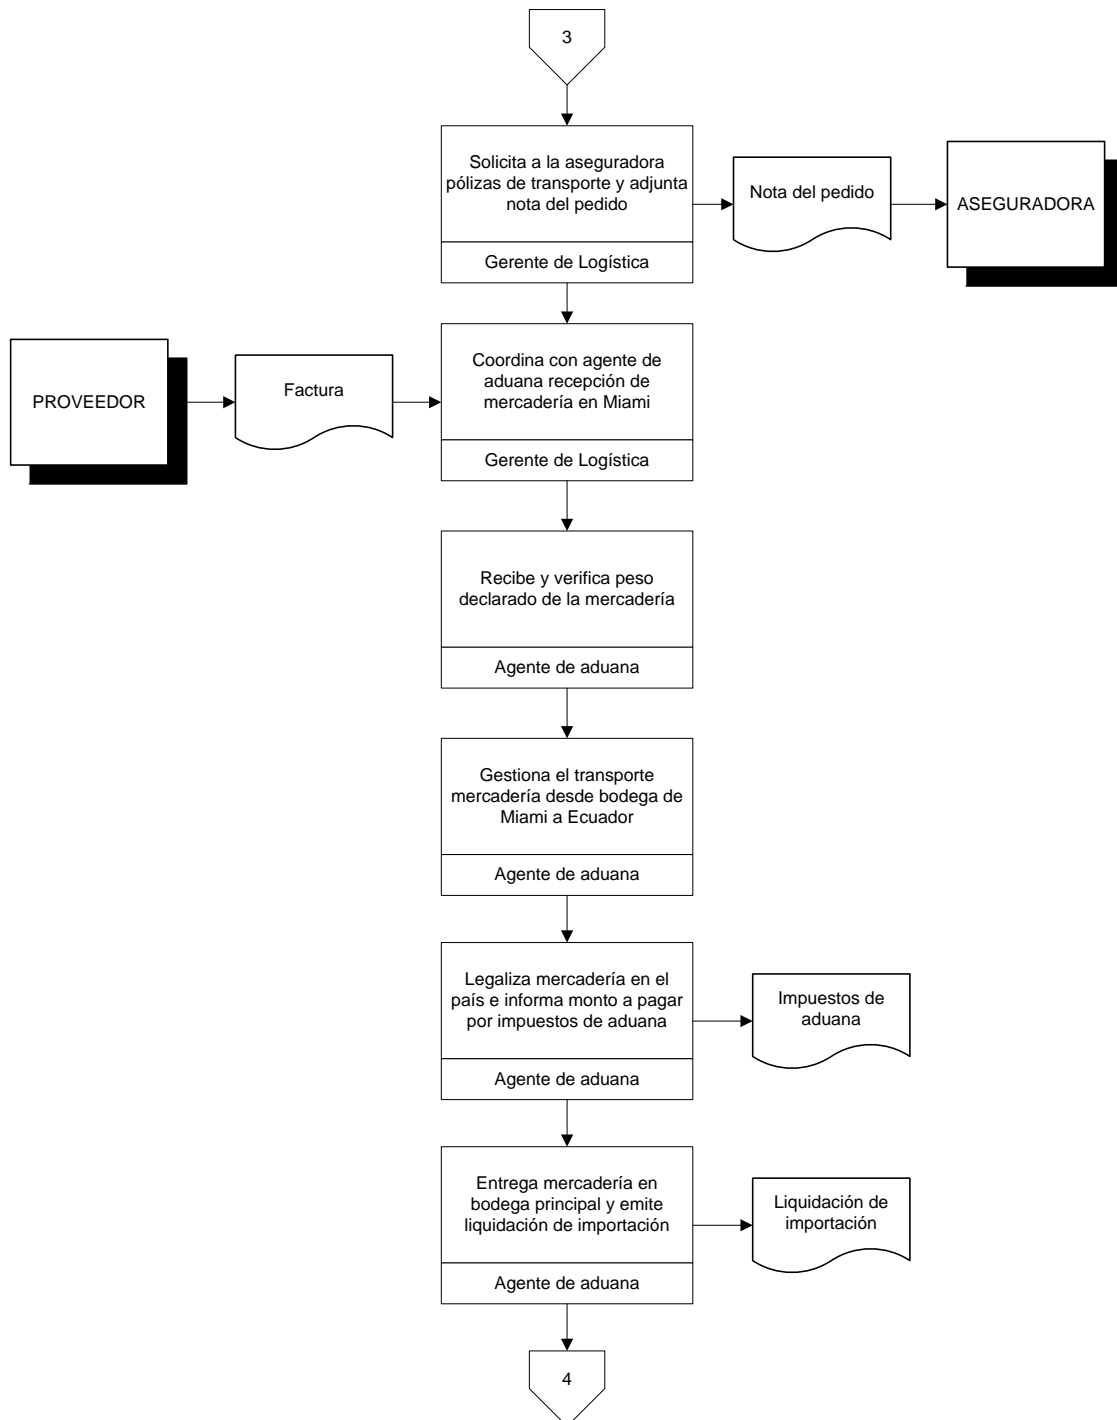 3
Solicita a la aseguradora
pólizas de transporte y adjunta
nota del pedido
Gerente de Logística
Nota del pedido
ASEGURADORA
PROVEEDOR
Factura
Coordina con agente de
aduana recepción de
mercadería en Miami
Gerente de Logística
Recibe y verifica peso
declarado de la mercadería
Agente de aduana
Gestiona el transporte
mercadería desde bodega de
Miami a Ecuador
Agente de aduana
Legaliza mercadería en el
país e informa monto a pagar
por impuestos de aduana
Agente de aduana
Impuestos de
aduana
Entrega mercadería en
bodega principal y emite
liquidación de importación
Agente de aduana
Liquidación de
importación
4